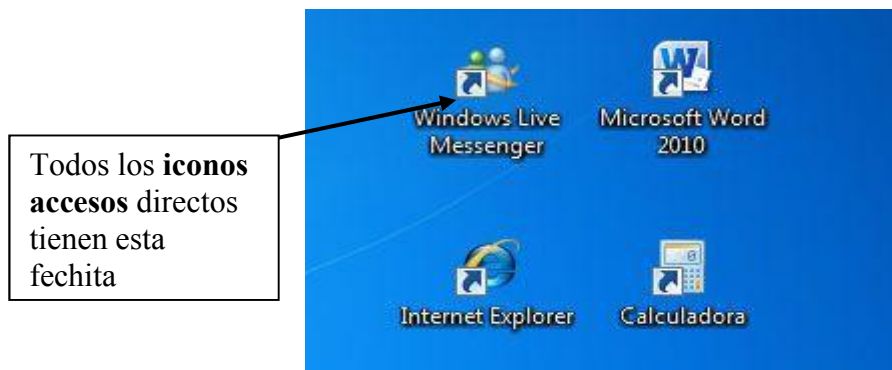 Todos los iconos
accesos directos
tienen esta
fechita
Windows Live
Messenger
Microsoft Word
2010
Internet Explorer
Calculadora